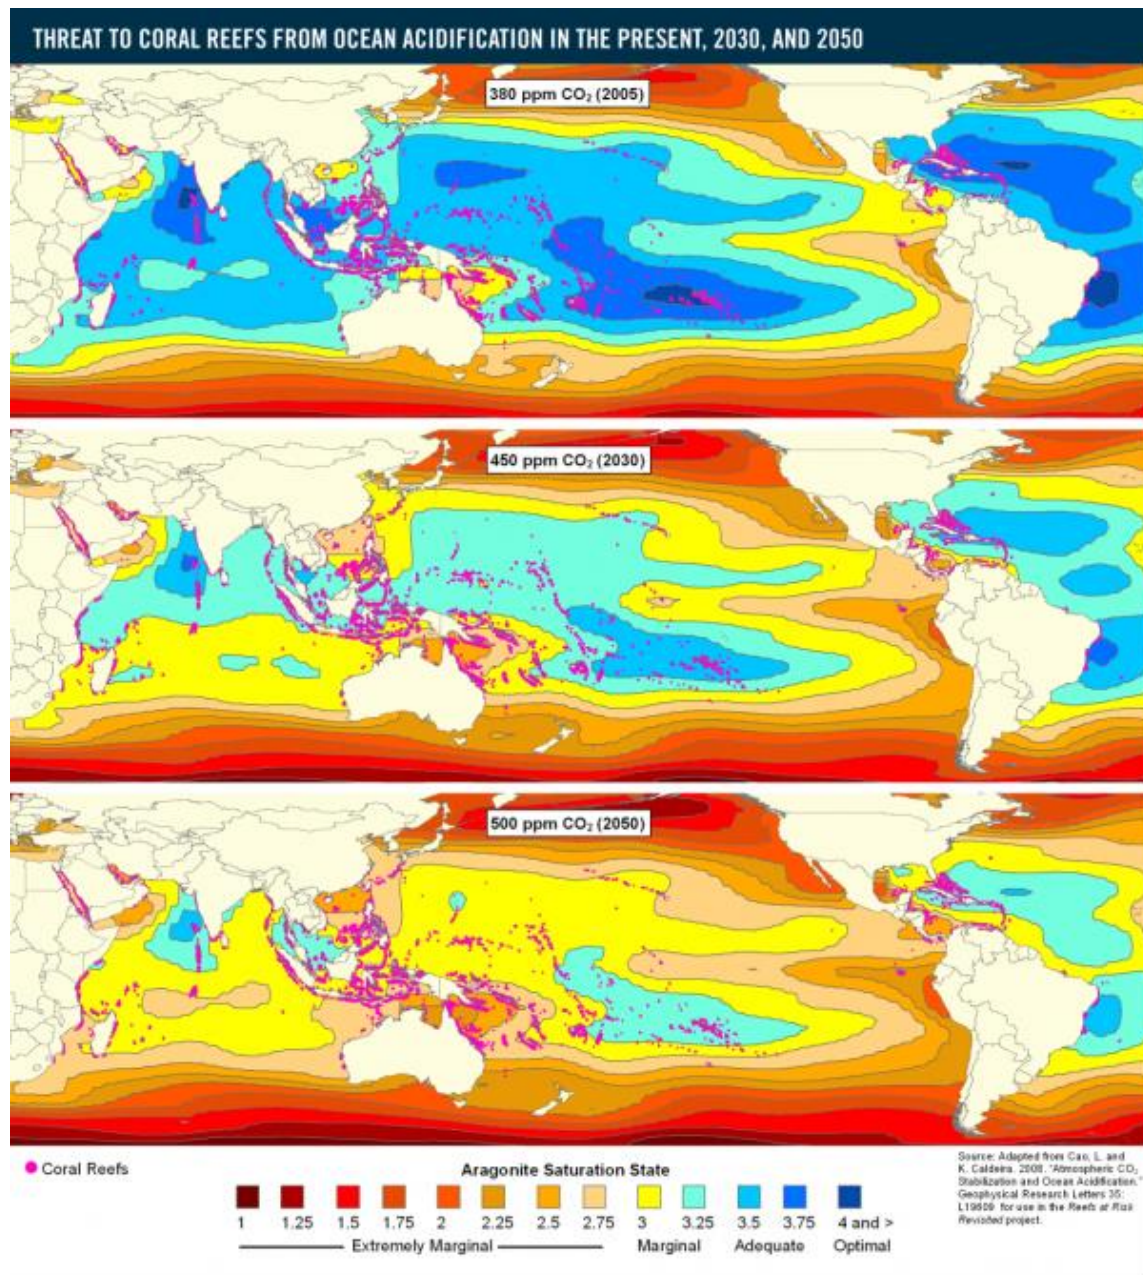 THREAT TO CORAL REEFS FROM OCEAN ACIDIFICATION IN THE PRESENT, 2030, AND 2050
380 ppm CO₂ (2005)
450 ppm CO₂ (2030)
500 ppm CO₂ (2050)
Coral Reefs
Aragonite Saturation State
1 1.25 1.5 1.75 2 2.25 2.5 2.75 3 3.25 3.5 3.75 4 and >
Extremely Marginal Marginal Adequate Optimal
Source: Adapted from Cao, L. and
K. Caldeira. 2008. "Atmospheric CO₂
Stabilization and Ocean Acidification."
Geophysical Research Letters 35:
L19609 for use in the Reefs at Risk
Revisited project.